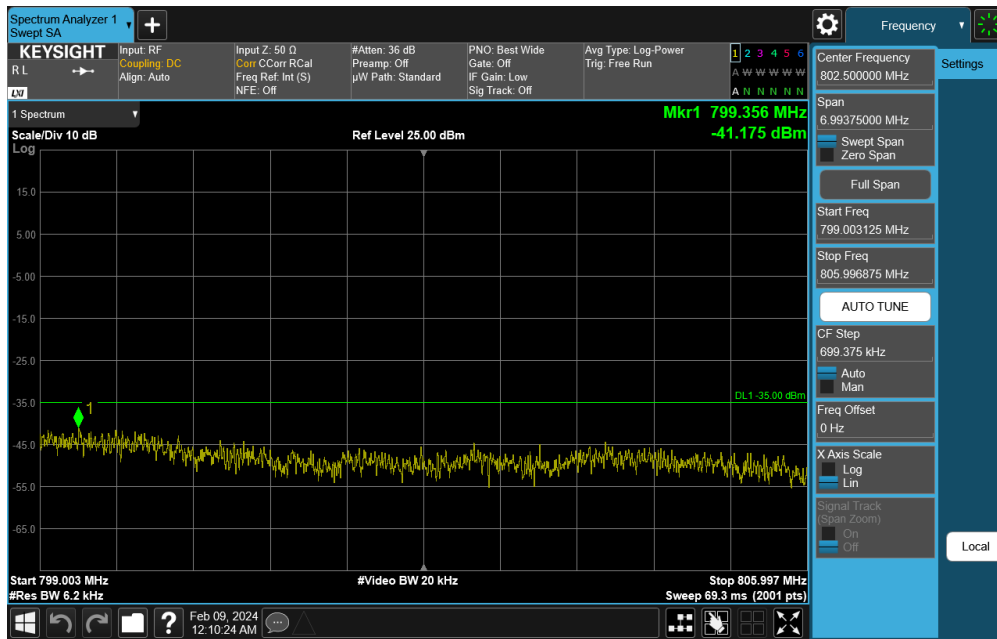 Spectrum Analyzer 1
Swept SA
Frequency
KEYSIGHT
R L
LXI
Input: RF
Coupling: DC
Align: Auto
Input Z: 50 Ω
Corr CCorr RCal
Freq Ref: Int (S)
NFE: Off
#Atten: 36 dB
Preamp: Off
µW Path: Standard
PNO: Best Wide
Gate: Off
IF Gain: Low
Sig Track: Off
Avg Type: Log-Power
Trig: Free Run
1 2 3 4 5 6
A W W W W W
A N N N N N
1 Spectrum
Scale/Div 10 dB
Ref Level 25.00 dBm
Mkr1 799.356 MHz
-41.175 dBm
Log
15.0
5.00
-5.00
-15.0
-25.0
-35.0
-45.0
-55.0
-65.0
1
DL1 -35.00 dBm
Start 799.003 MHz
#Video BW 20 kHz
Stop 805.997 MHz
#Res BW 6.2 kHz
Sweep 69.3 ms (2001 pts)
Center Frequency
802.500000 MHz
Settings
Span
6.99375000 MHz
Swept Span
Zero Span
Full Span
Start Freq
799.003125 MHz
Stop Freq
805.996875 MHz
AUTO TUNE
CF Step
699.375 kHz
Auto
Man
Freq Offset
0 Hz
X Axis Scale
Log
Lin
Signal Track
(Span Zoom)
On
Off
Local
?
Feb 09, 2024
12:10:24 AM